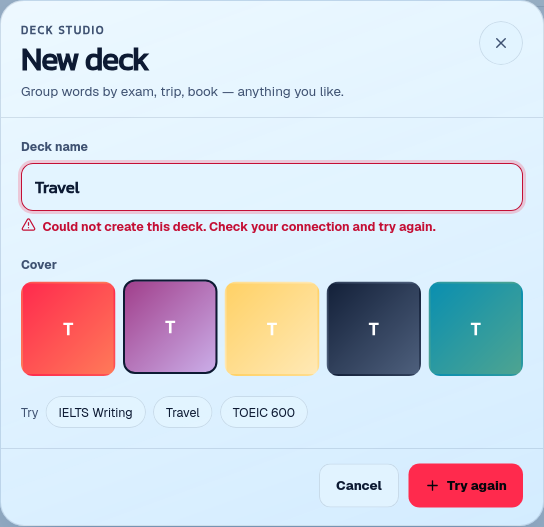 DECK STUDIO
New deck
Group words by exam, trip, book — anything you like.
Deck name
Travel
Could not create this deck. Check your connection and try again.
Cover
T T T T T
Try IELTS Writing Travel TOEIC 600
Cancel + Try again